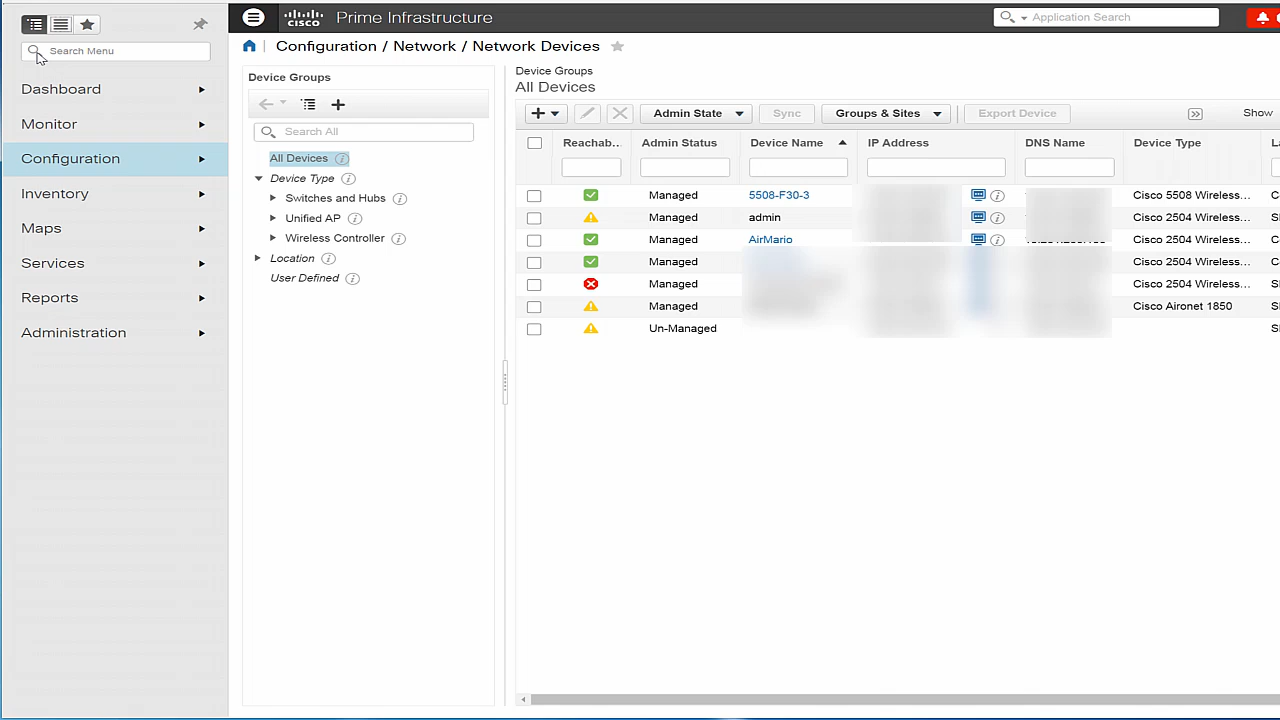 Search Menu
Dashboard
Monitor
Configuration
Inventory
Maps
Services
Reports
Administration
CISCO Prime Infrastructure
Application Search
Configuration / Network / Network Devices
Device Groups
Search All
All Devices
Device Type
Switches and Hubs
Unified AP
Wireless Controller
Location
User Defined
Device Groups
All Devices
Admin State Sync Groups & Sites Export Device Show
Reachab... Admin Status Device Name IP Address DNS Name Device Type
Managed 5508-F30-3 Cisco 5508 Wireless...
Managed admin Cisco 2504 Wireless...
Managed AirMario Cisco 2504 Wireless...
Managed Cisco 2504 Wireless...
Managed Cisco 2504 Wireless...
Managed Cisco Aironet 1850
Un-Managed